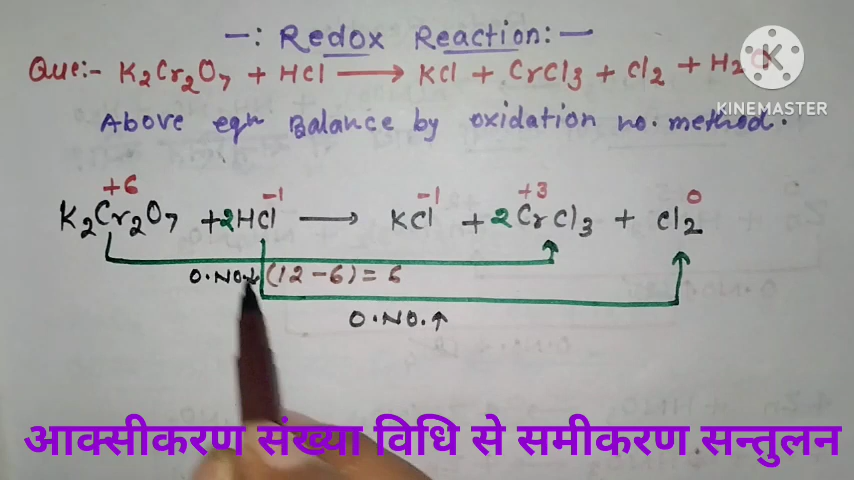 -: Redox Reaction:-
Que:- K2Cr2O7 + HCl ⟶ KCl + CrCl3 + Cl2 + H2O
K
KINEMASTER
Above eqn Balance by oxidation no. method.
+6 -1 -1 +3 0
K2Cr2O7 + 2HCl ⟶ KCl + 2CrCl3 + Cl2
O.NO.↓ (12-6)= 6
O.NO.↑
आक्सीकरण संख्या विधि से समीकरण सन्तुलन